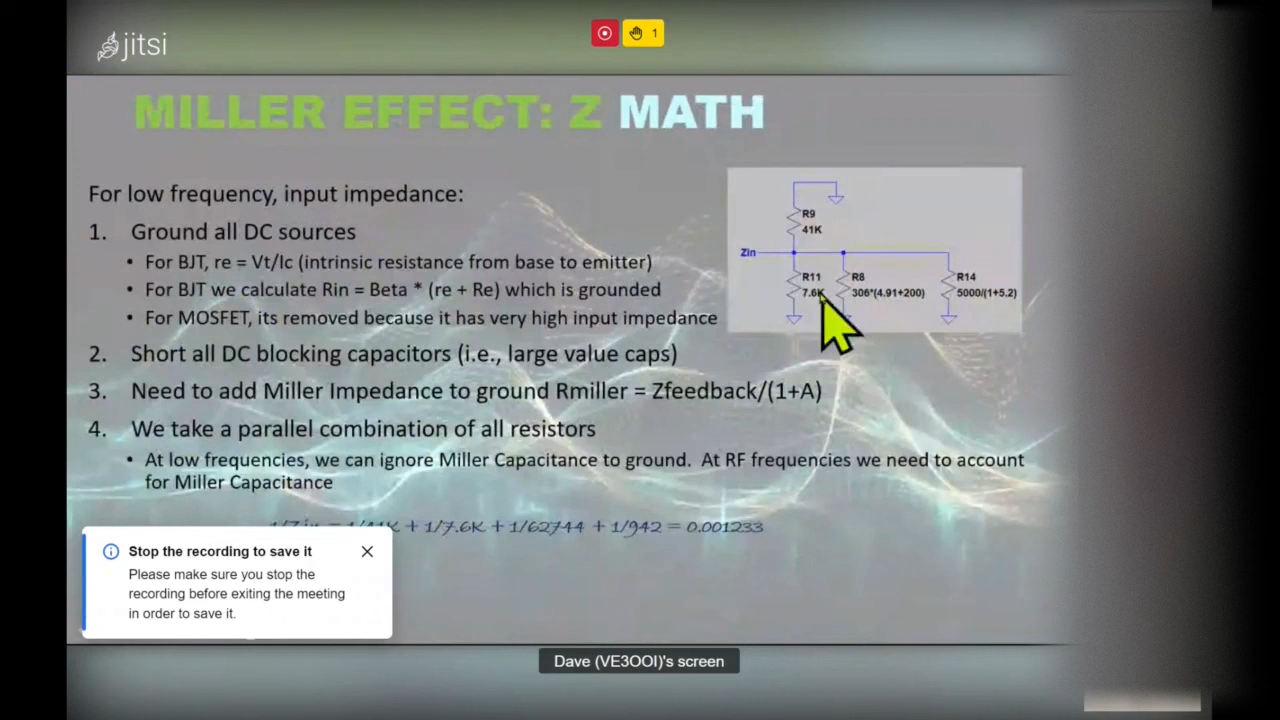 jitsi
1
MILLER EFFECT: Z MATH
For low frequency, input impedance:
1. Ground all DC sources
• For BJT, re = Vt/Ic (intrinsic resistance from base to emitter)
• For BJT we calculate Rin = Beta * (re + Re) which is grounded
• For MOSFET, its removed because it has very high input impedance
2. Short all DC blocking capacitors (i.e., large value caps)
3. Need to add Miller Impedance to ground Rmiller = Zfeedback/(1+A)
4. We take a parallel combination of all resistors
• At low frequencies, we can ignore Miller Capacitance to ground. At RF frequencies we need to account
for Miller Capacitance
R9
41K
Zin
R11
7.6K
R8
306*(4.91+200)
R14
5000/(1+5.2)
+ 1/7.6K + 1/62744 + 1/942 = 0.001233
Stop the recording to save it
Please make sure you stop the
recording before exiting the meeting
in order to save it.
Dave (VE3OOI)'s screen